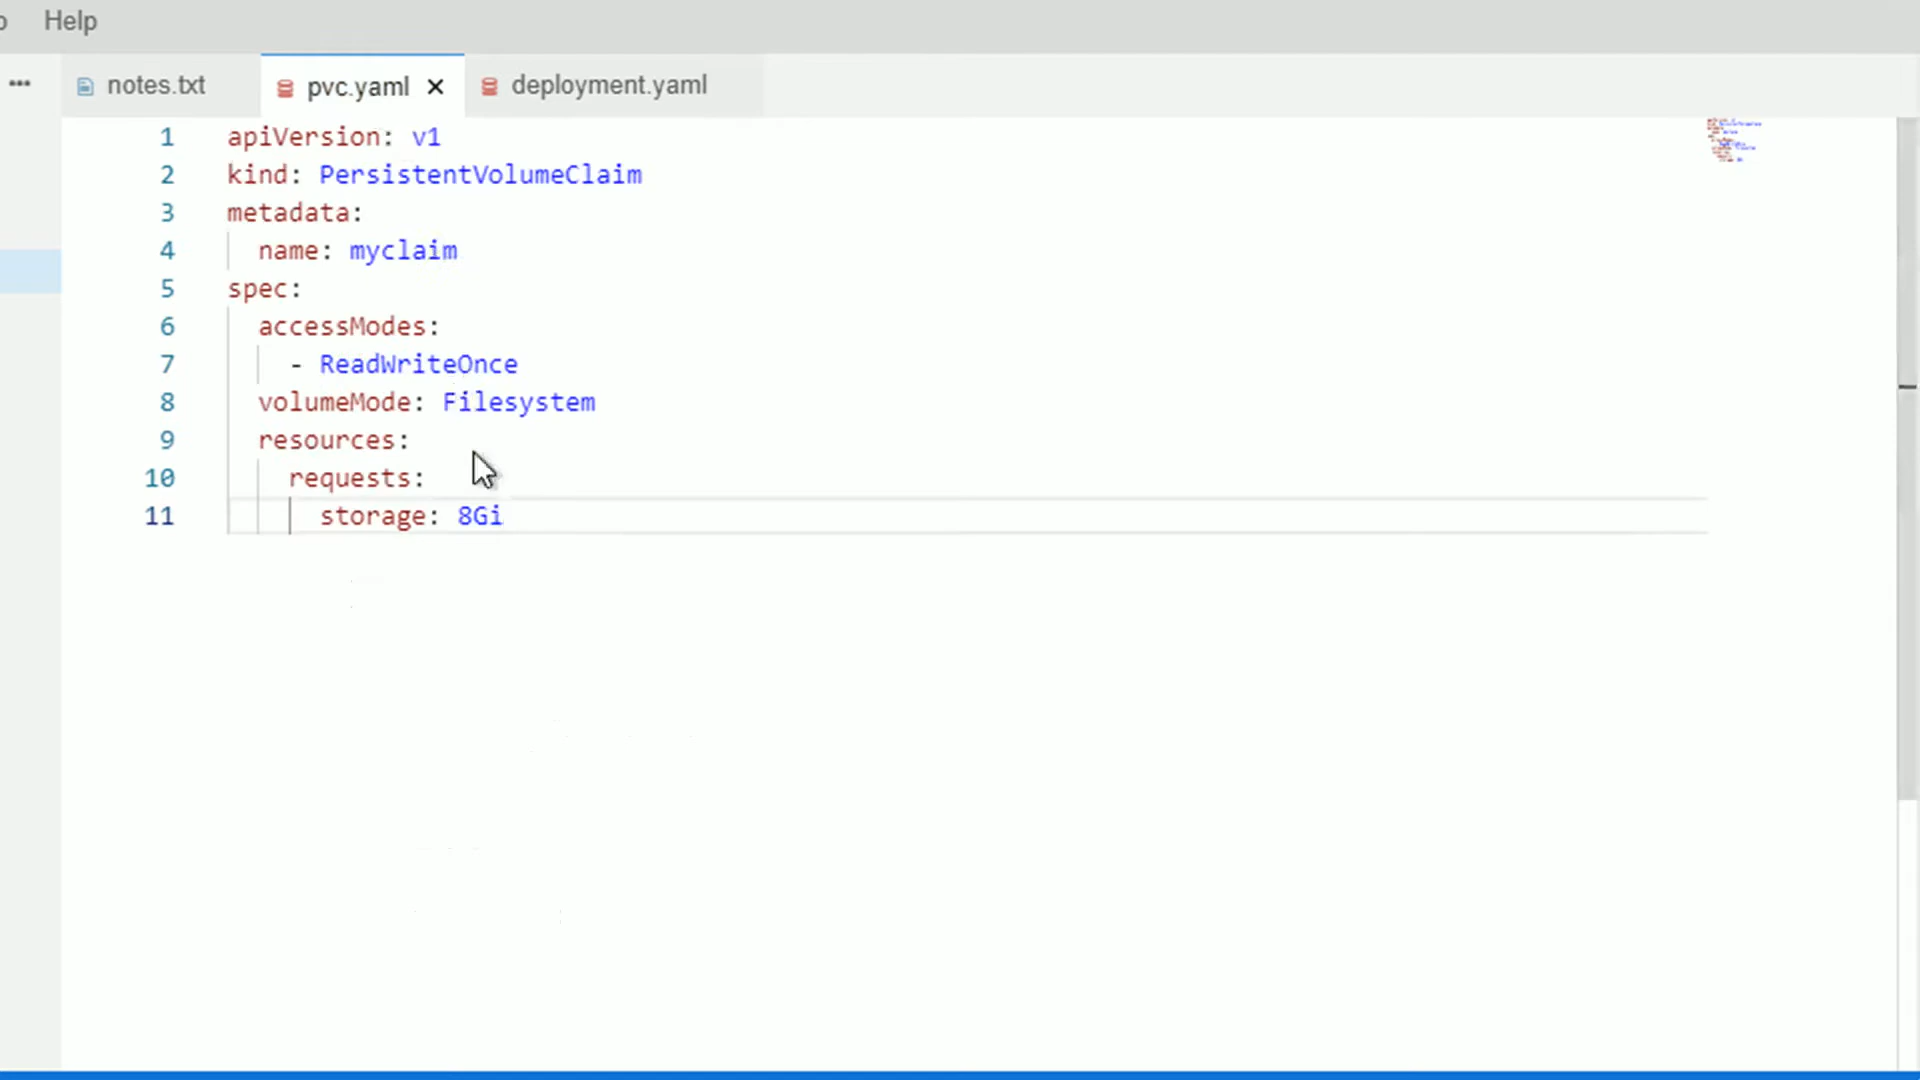 Help
notes.txt
pvc.yaml
deployment.yaml
1 apiVersion: v1
2 kind: PersistentVolumeClaim
3 metadata:
4   name: myclaim
5 spec:
6   accessModes:
7     - ReadWriteOnce
8   volumeMode: Filesystem
9   resources:
10     requests:
11       storage: 8Gi